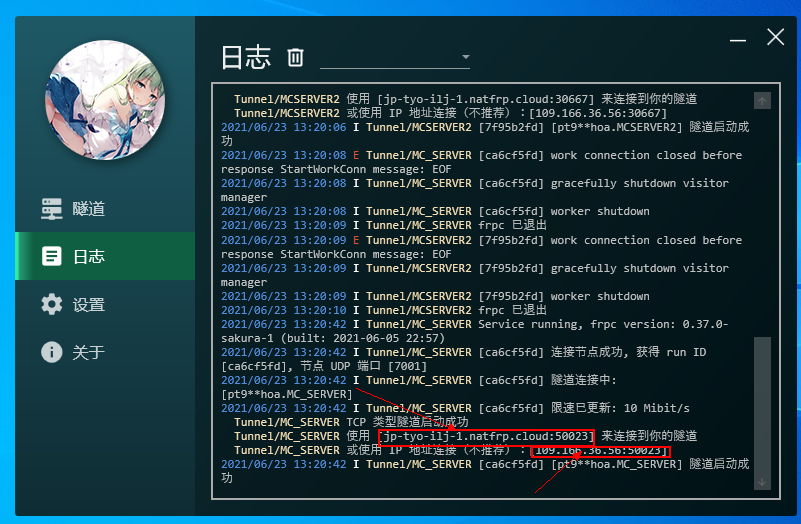 日志
隧道
日志
设置
关于
Tunnel/MCSERVER2 使用 [jp-tyo-ilj-1.natfrp.cloud:30667] 来连接到你的隧道
Tunnel/MCSERVER2 或使用 IP 地址连接（不推荐）：[109.166.36.56:30667]
2021/06/23 13:20:06 I Tunnel/MCSERVER2 [7f95b2fd] [pt9**hoa.MCSERVER2] 隧道启动成
功
2021/06/23 13:20:08 E Tunnel/MC_SERVER [ca6cf5fd] work connection closed before
response StartWorkConn message: EOF
2021/06/23 13:20:08 I Tunnel/MC_SERVER [ca6cf5fd] gracefully shutdown visitor
manager
2021/06/23 13:20:08 I Tunnel/MC_SERVER [ca6cf5fd] worker shutdown
2021/06/23 13:20:09 I Tunnel/MC_SERVER frpc 已退出
2021/06/23 13:20:09 E Tunnel/MCSERVER2 [7f95b2fd] work connection closed before
response StartWorkConn message: EOF
2021/06/23 13:20:09 I Tunnel/MCSERVER2 [7f95b2fd] gracefully shutdown visitor
manager
2021/06/23 13:20:09 I Tunnel/MCSERVER2 [7f95b2fd] worker shutdown
2021/06/23 13:20:10 I Tunnel/MCSERVER2 frpc 已退出
2021/06/23 13:20:42 I Tunnel/MC_SERVER Service running, frpc version: 0.37.0-
sakura-1 (built: 2021-06-05 22:57)
2021/06/23 13:20:42 I Tunnel/MC_SERVER [ca6cf5fd] 连接节点成功, 获得 run ID
[ca6cf5fd], 节点 UDP 端口 [7001]
2021/06/23 13:20:42 I Tunnel/MC_SERVER [ca6cf5fd] 隧道连接中:
[pt9**hoa.MC_SERVER]
2021/06/23 13:20:42 I Tunnel/MC_SERVER [ca6cf5fd] 限速已更新: 10 Mibit/s
Tunnel/MC_SERVER TCP 类型隧道启动成功
Tunnel/MC_SERVER 使用 [jp-tyo-ilj-1.natfrp.cloud:50023] 来连接到你的隧道
Tunnel/MC_SERVER 或使用 IP 地址连接（不推荐）：[109.166.36.56:50023]
2021/06/23 13:20:42 I Tunnel/MC_SERVER [ca6cf5fd] [pt9**hoa.MC_SERVER] 隧道启动成
功